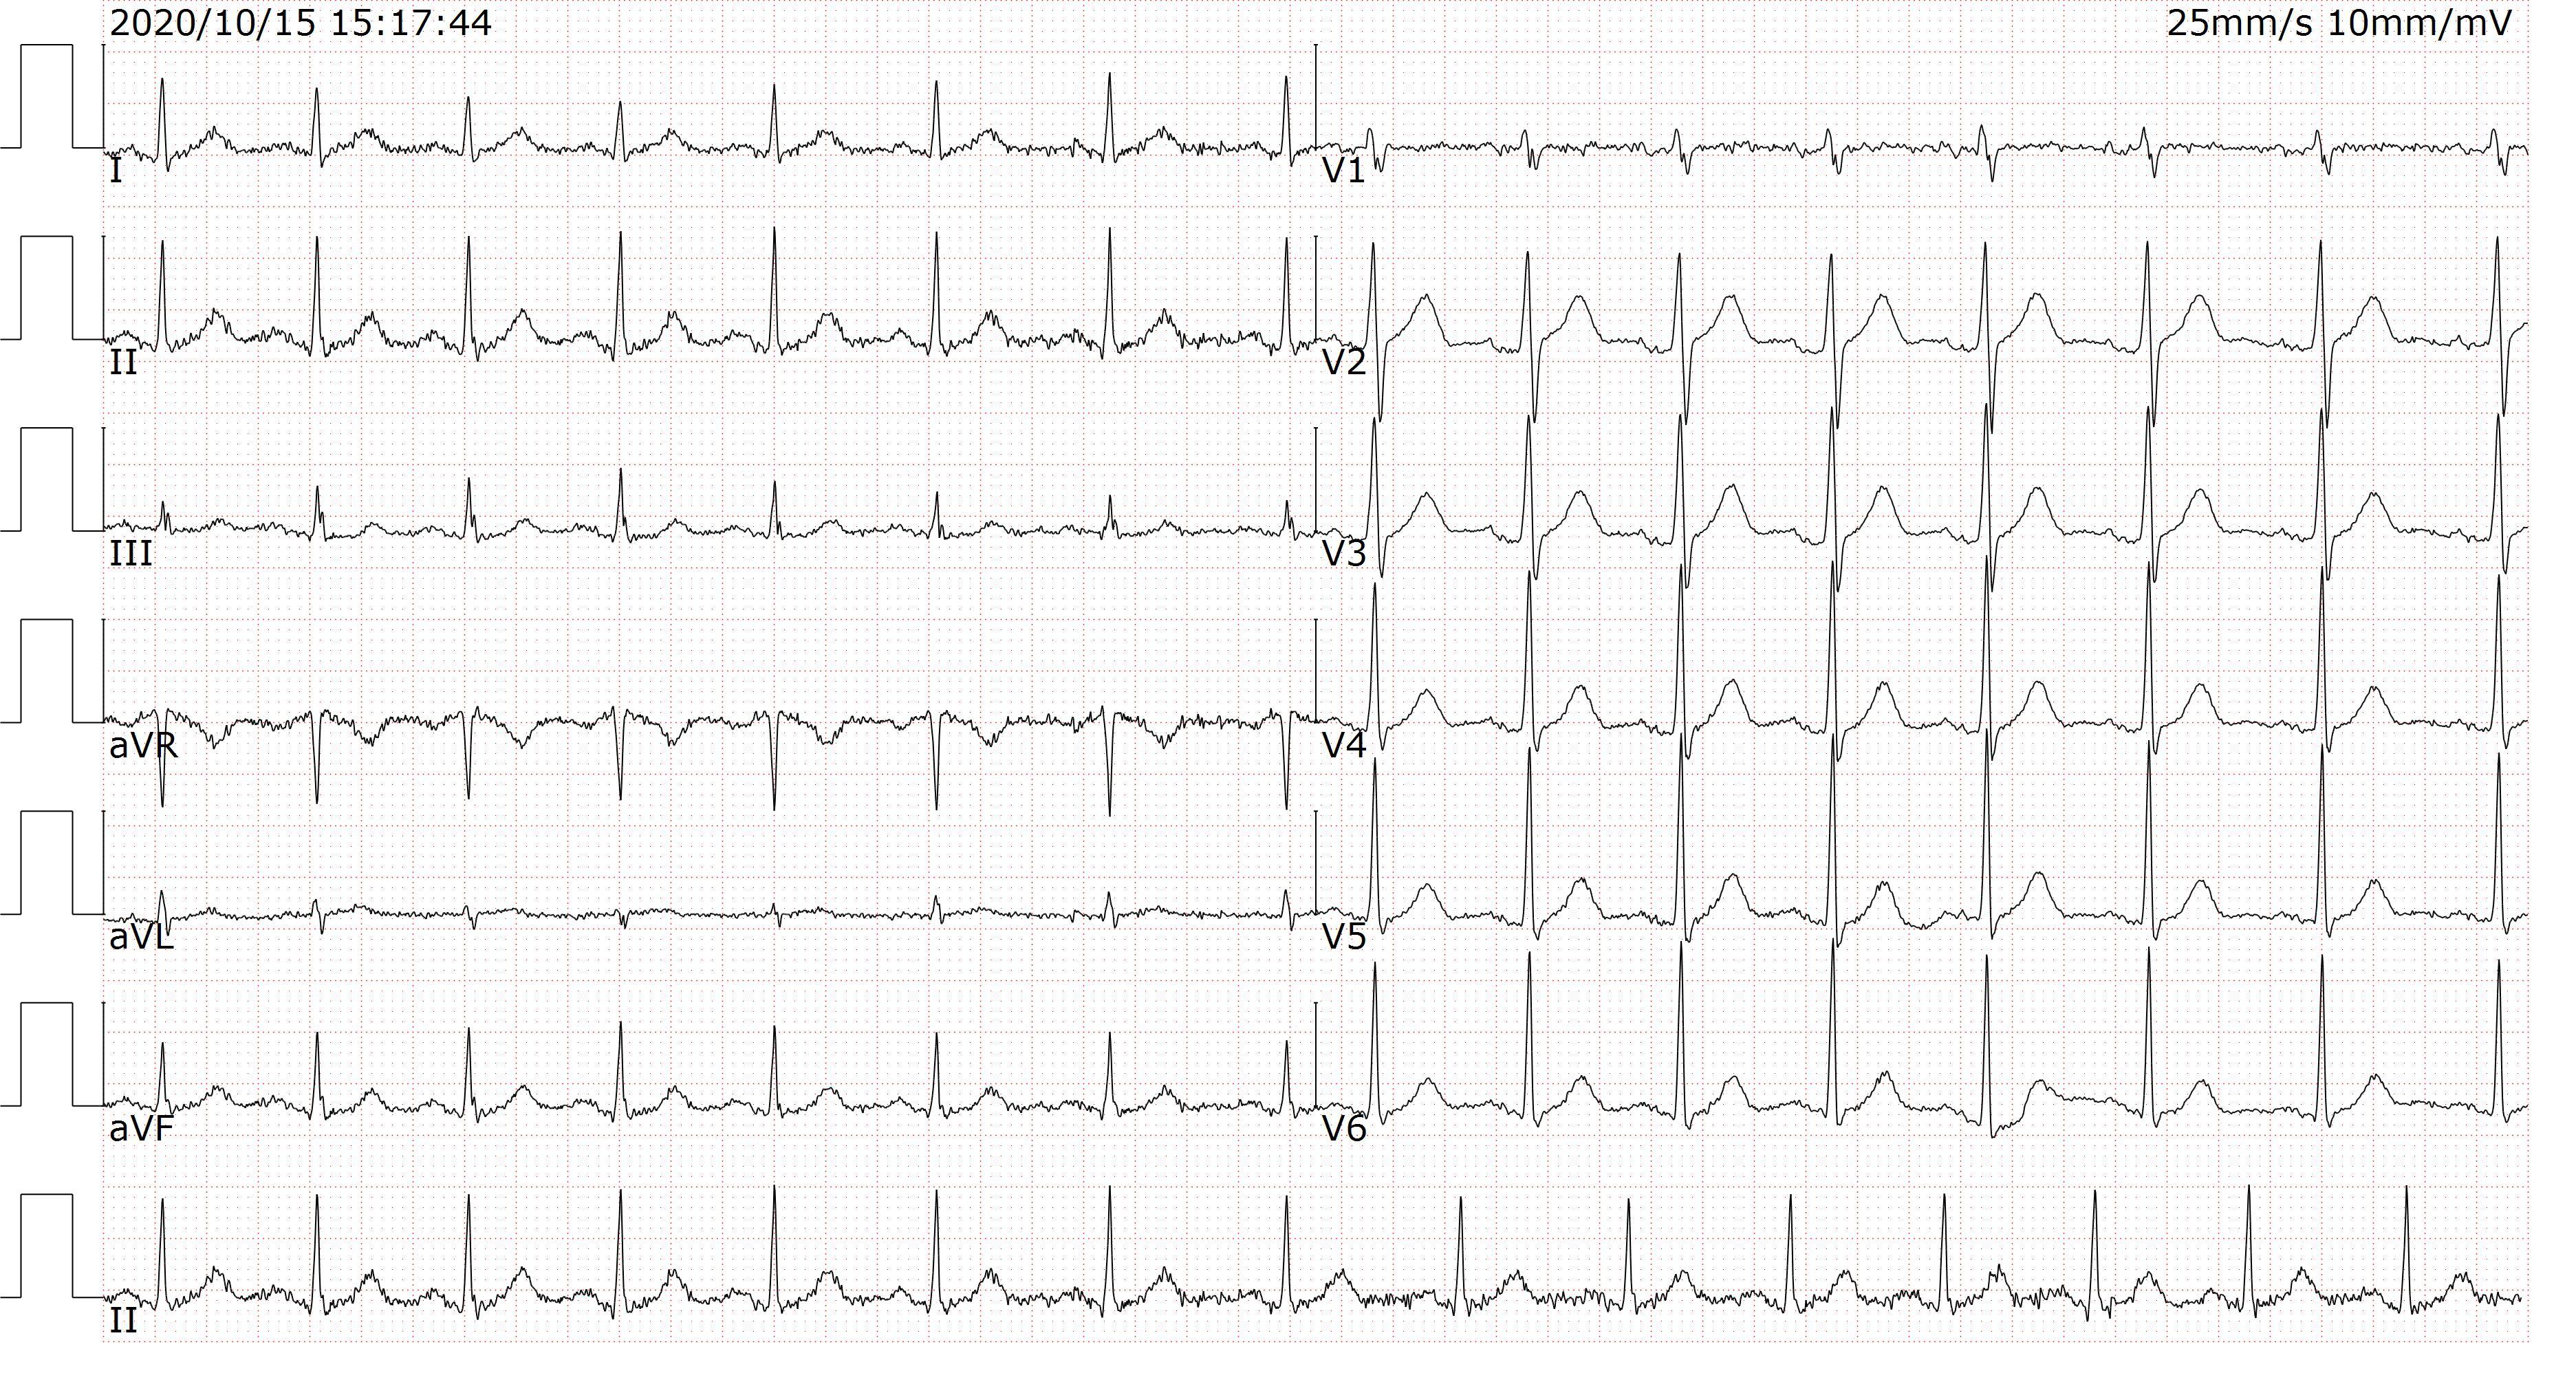 2020/10/15 15:17:44 25mm/s 10mm/mV
I V1
II V2
III V3
aVR V4
aVL V5
aVF V6
II